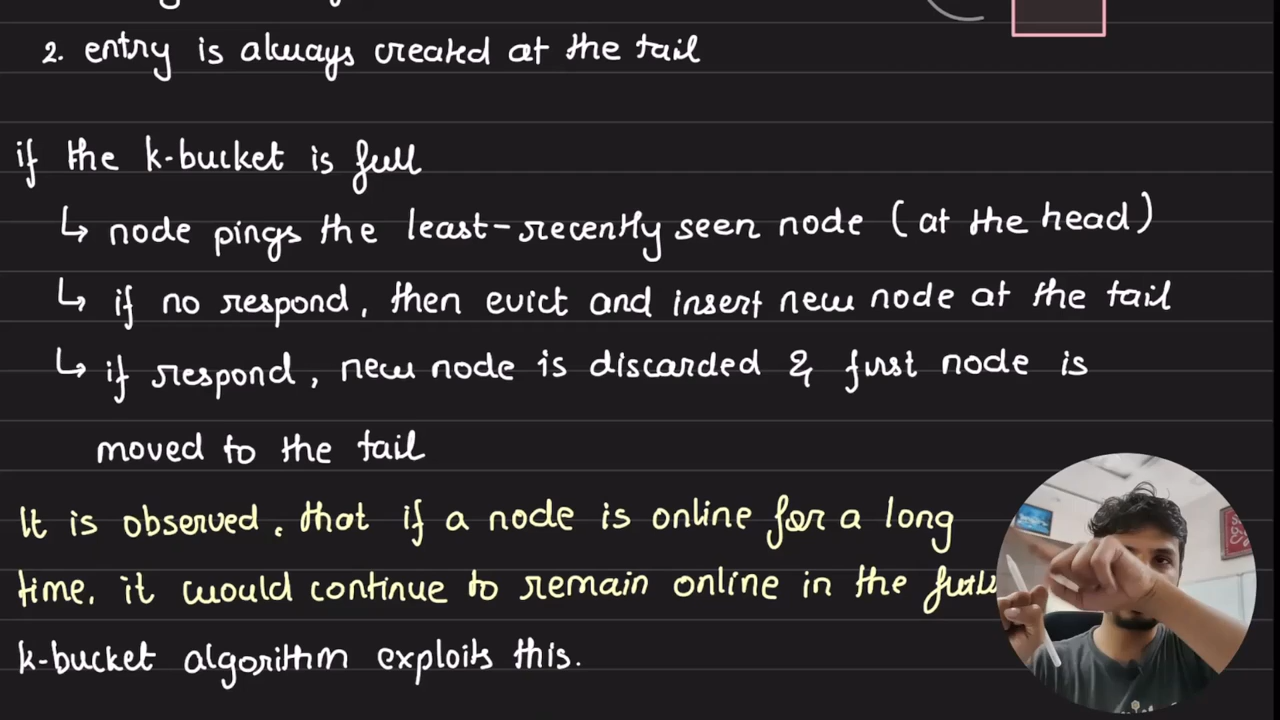 2. entry is always created at the tail
if the k-bucket is full
↳ node pings the least-recently seen node (at the head)
↳ if no respond, then evict and insert new node at the tail
↳ if respond, new node is discarded & first node is
moved to the tail
It is observed, that if a node is online for a long
time, it would continue to remain online in the
k-bucket algorithm exploits this.